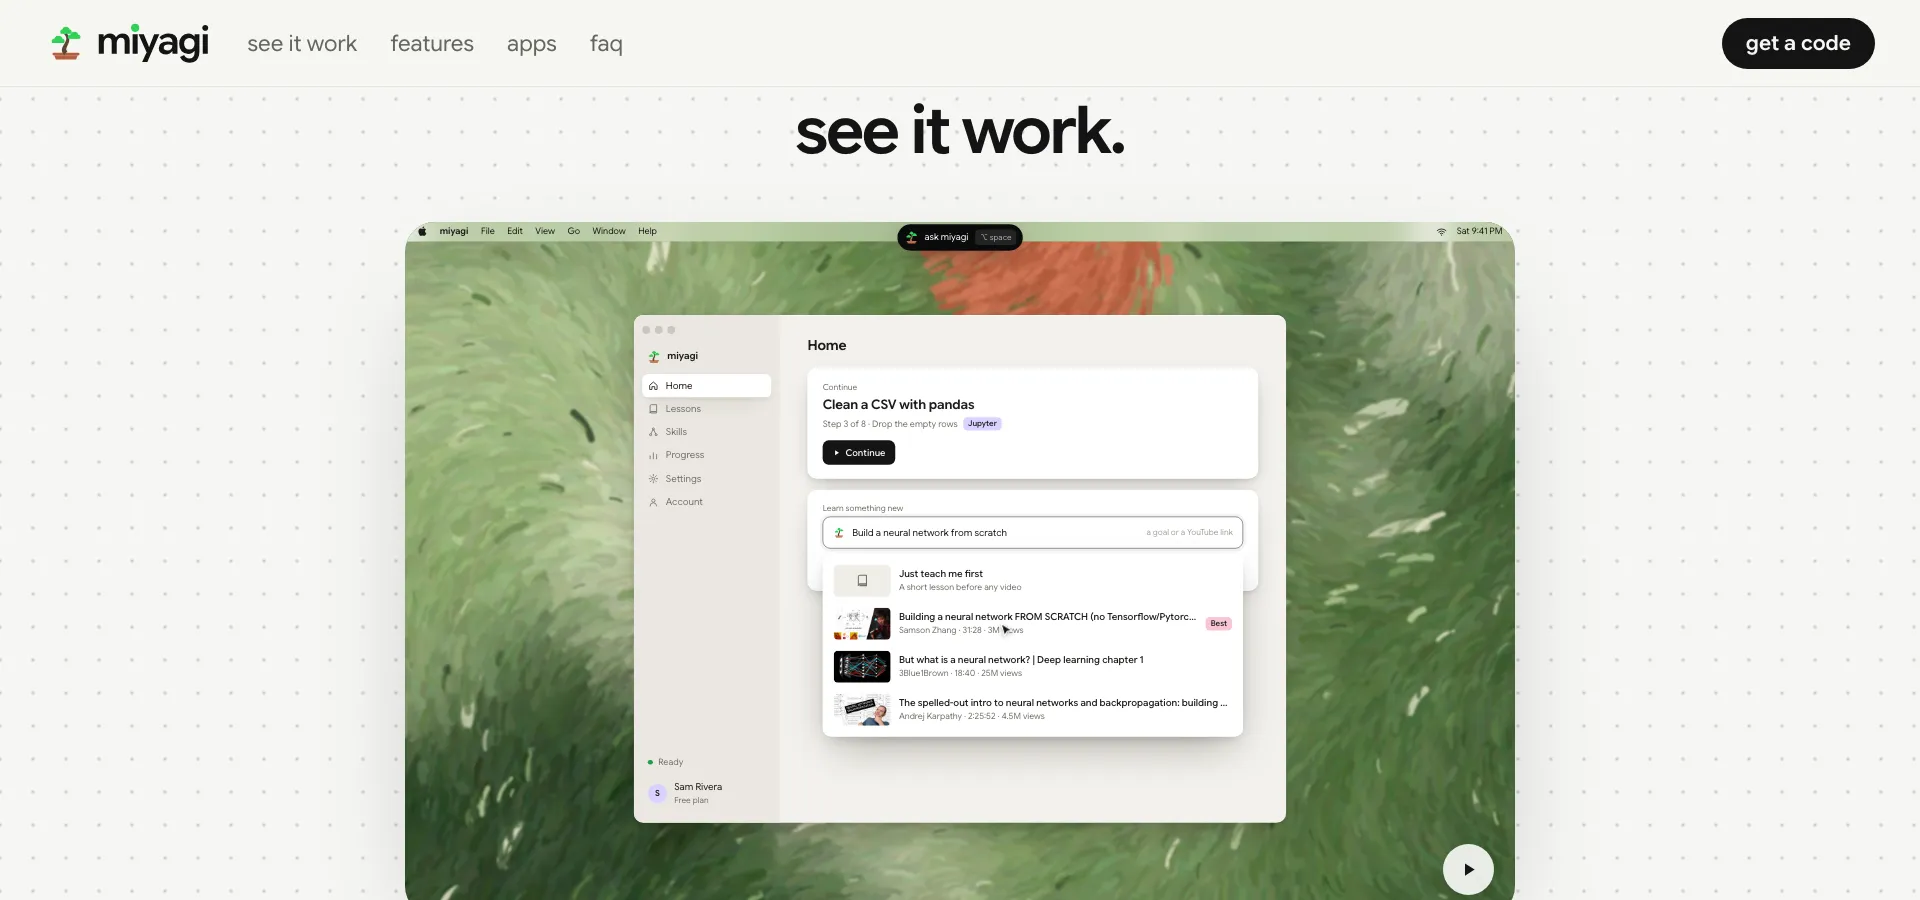 miyagi see it work features apps faq get a code
see it work.
miyagi File Edit View Go Window Help
ask miyagi ⌥ space
Sat 9:41 PM
miyagi
Home
Lessons
Skills
Progress
Settings
Account
Ready
S
Sam Rivera
Free plan
Home
Continue
Clean a CSV with pandas
Step 3 of 8 · Drop the empty rows Jupyter
Continue
Learn something new
Build a neural network from scratch a goal or a YouTube link
Just teach me first
A short lesson before any video
Building a neural network FROM SCRATCH (no Tensorflow/Pytorc...
Samson Zhang · 31:28 · 3M
Best
But what is a neural network? | Deep learning chapter 1
3Blue1Brown · 18:40 · 25M views
The spelled-out intro to neural networks and backpropagation: building ...
Andrej Karpathy · 2:25:52 · 4.5M views